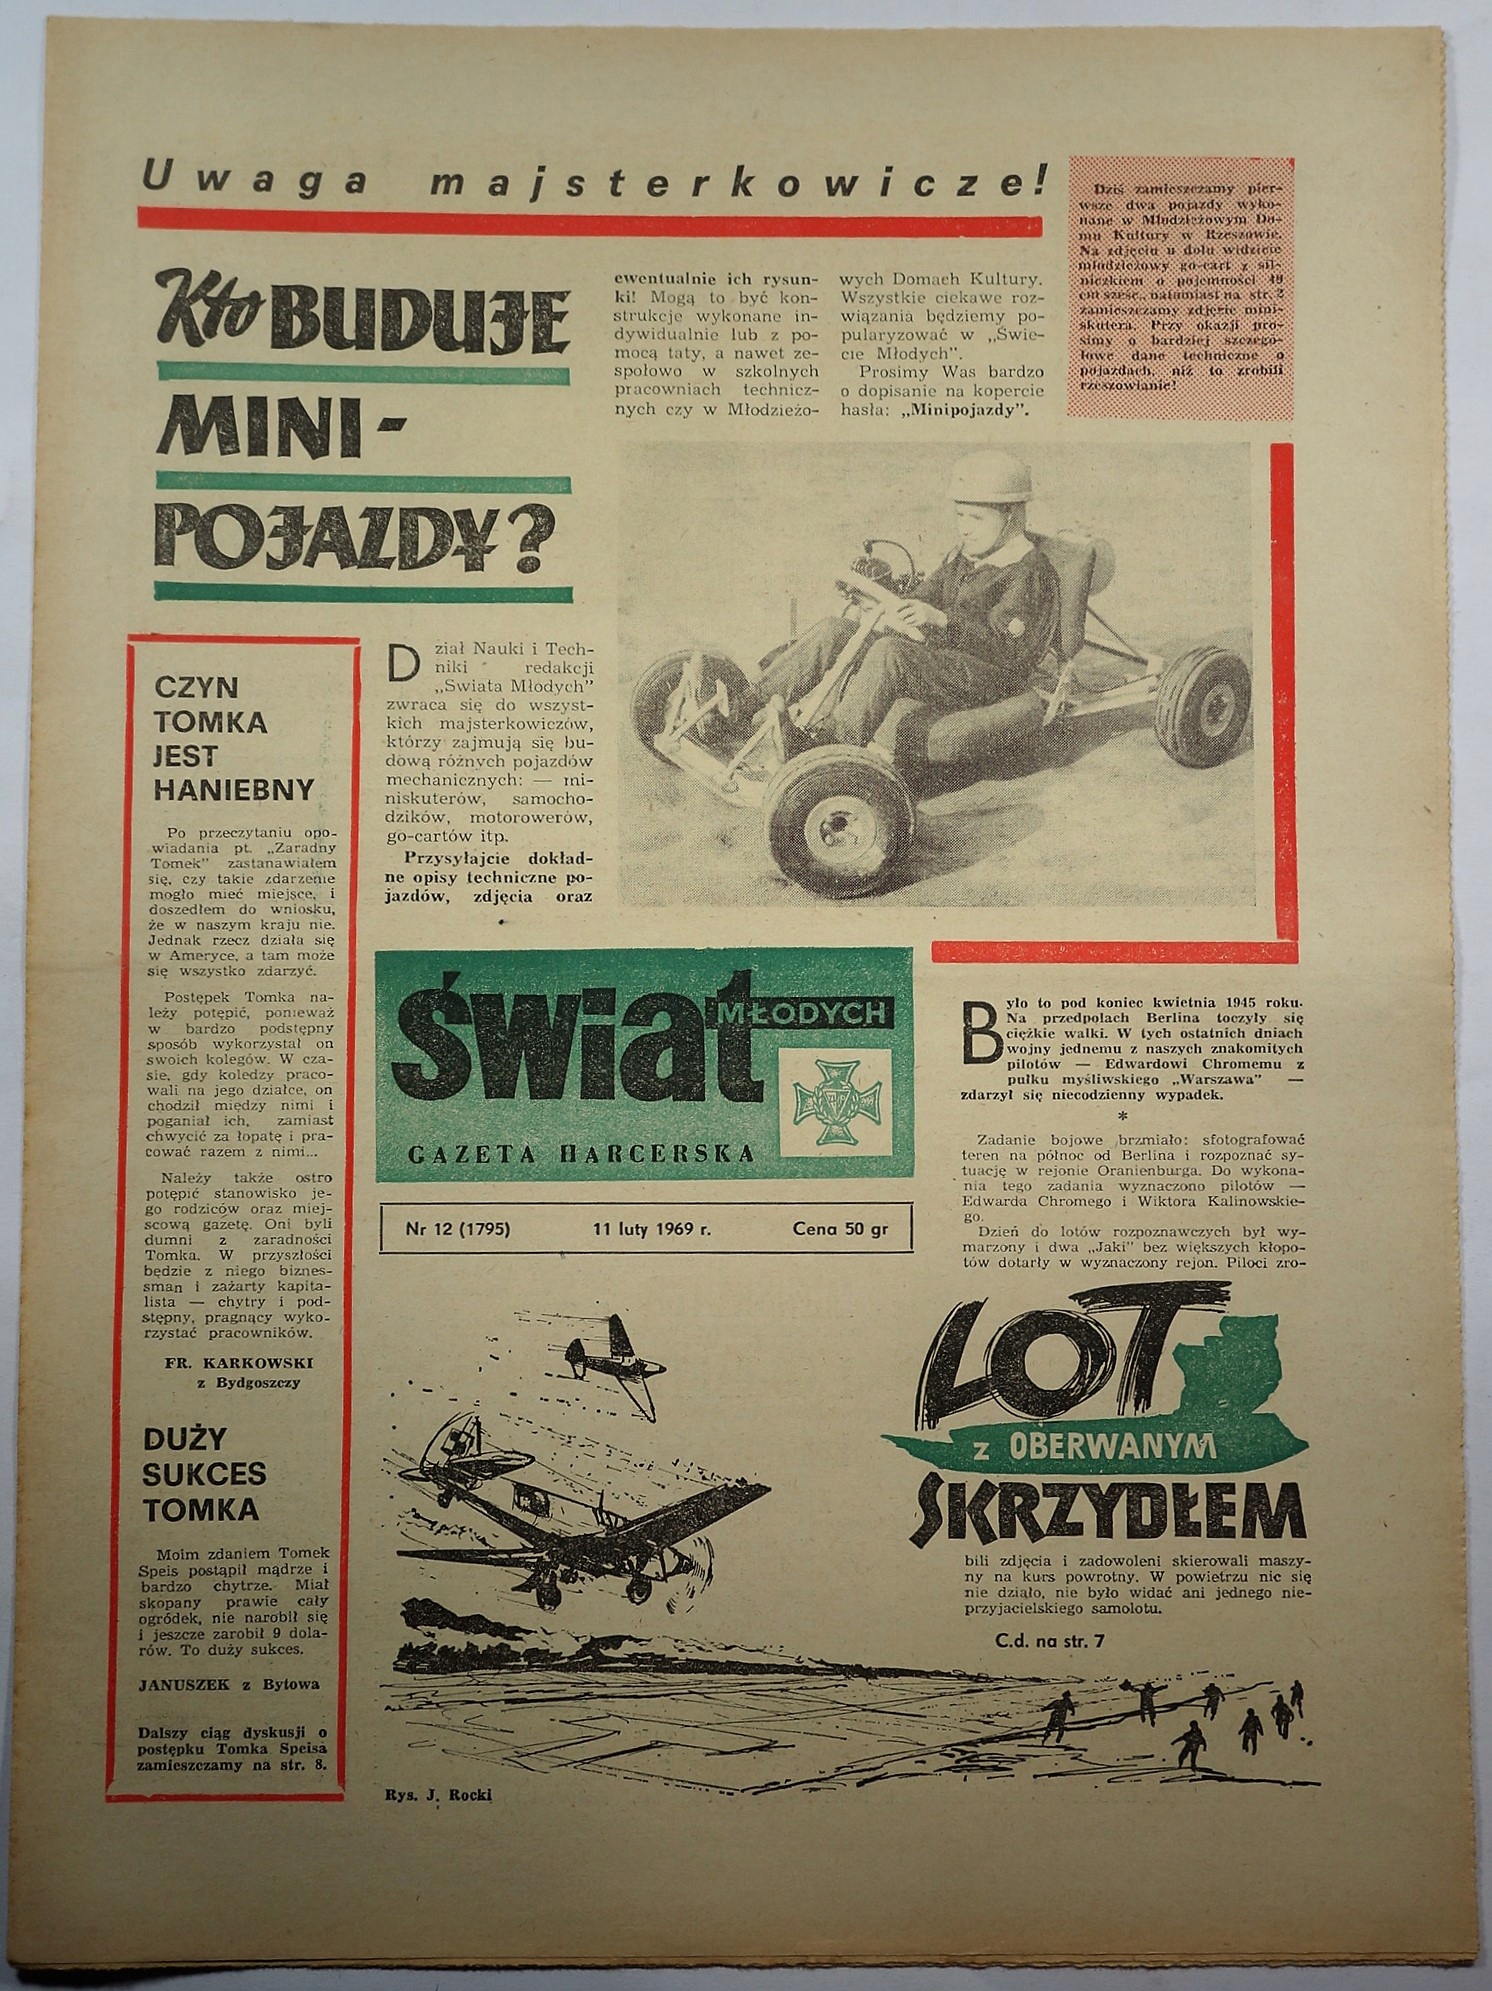 Uwaga majsterkowicze!
Kto BUDUJE
MINI-
POJAZDY?
Dział Nauki i Tech-
niki redakcji
„Swiata Młodych”
zwraca się do wszyst-
kich majsterkowiczów,
którzy zajmują się bu-
dową różnych pojazdów
mechanicznych: — mi-
niskuterów, samocho-
dzików, motorowerów,
go-cartów itp.
Przysyłajcie dokład-
ne opisy techniczne po-
jazdów, zdjęcia oraz
ewentualnie ich rysun-
ki! Mogą to być kon-
strukcje wykonane in-
dywidualnie lub z po-
mocą taty, a nawet ze-
społowo w szkolnych
pracowniach technicz-
nych czy w Młodzieżo-
wych Domach Kultury.
Wszystkie ciekawe roz-
wiązania będziemy po-
pularyzować w „Świe-
cie Młodych”.
Prosimy Was bardzo
o dopisanie na kopercie
hasła: „Minipojazdy”.
Dziś zamieszczamy pier-
wsze dwa pojazdy wyko-
nane w Młodzieżowym Do-
mu Kultury w Rzeszowie.
Na zdjęciu u dołu widzicie
młodzieżowy go-cart z sil-
niczkiem o pojemności 49
cm sześc., natomiast na str. 2
zamieszczamy zdjęcie mini-
skutera. Przy okazji pro-
simy o bardziej szczegó-
łowe dane techniczne o
pojazdach, niż to zrobili
rzeszowianie!
CZYN
TOMKA
JEST
HANIEBNY
Po przeczytaniu opo-
wiadania pt. „Zaradny
Tomek” zastanawiałem
się, czy takie zdarzenie
mogło mieć miejsce, i
doszedłem do wniosku,
że w naszym kraju nie.
Jednak rzecz działa się
w Ameryce, a tam może
się wszystko zdarzyć.
Postępek Tomka na-
leży potępić, ponieważ
w bardzo podstępny
sposób wykorzystał on
swoich kolegów. W cza-
sie, gdy koledzy praco-
wali na jego działce, on
chodził między nimi i
poganiał ich, zamiast
chwycić za łopatę i pra-
cować razem z nimi...
Należy także ostro
potępić stanowisko je-
go rodziców oraz miej-
scową gazetę. Oni byli
dumni z zaradności
Tomka. W przyszłości
będzie z niego biznes-
sman i zażarty kapita-
lista — chytry i pod-
stępny, pragnący wyko-
rzystać pracowników.
FR. KARKOWSKI
z Bydgoszczy
DUŻY
SUKCES
TOMKA
Moim zdaniem Tomek
Speis postąpił mądrze i
bardzo chytrze. Miał
skopany prawie cały
ogródek, nie narobił się
i jeszcze zarobił 9 dola-
rów. To duży sukces.
JANUSZEK z Bytowa
Dalszy ciąg dyskusji o
postępku Tomka Speisa
zamieszczamy na str. 8.
świat MŁODYCH
GAZETA HARCERSKA
Nr 12 (1795) 11 luty 1969 r. Cena 50 gr
Było to pod koniec kwietnia 1945 roku.
Na przedpolach Berlina toczyły się
ciężkie walki. W tych ostatnich dniach
wojny jednemu z naszych znakomitych
pilotów — Edwardowi Chromemu z
pułku myśliwskiego „Warszawa” —
zdarzył się niecodzienny wypadek.
*
Zadanie bojowe brzmiało: sfotografować
teren na północ od Berlina i rozpoznać sy-
tuację w rejonie Oranienburga. Do wykona-
nia tego zadania wyznaczono pilotów —
Edwarda Chromego i Wiktora Kalinowskie-
go.
Dzień do lotów rozpoznawczych był wy-
marzony i dwa „Jaki” bez większych kłopo-
tów dotarły w wyznaczony rejon. Piloci zro-
LOT
z OBERWANYM
SKRZYDŁEM
bili zdjęcia i zadowoleni skierowali maszy-
ny na kurs powrotny. W powietrzu nic się
nie działo, nie było widać ani jednego nie-
przyjacielskiego samolotu.
C.d. na str. 7
Rys. J. Rocki